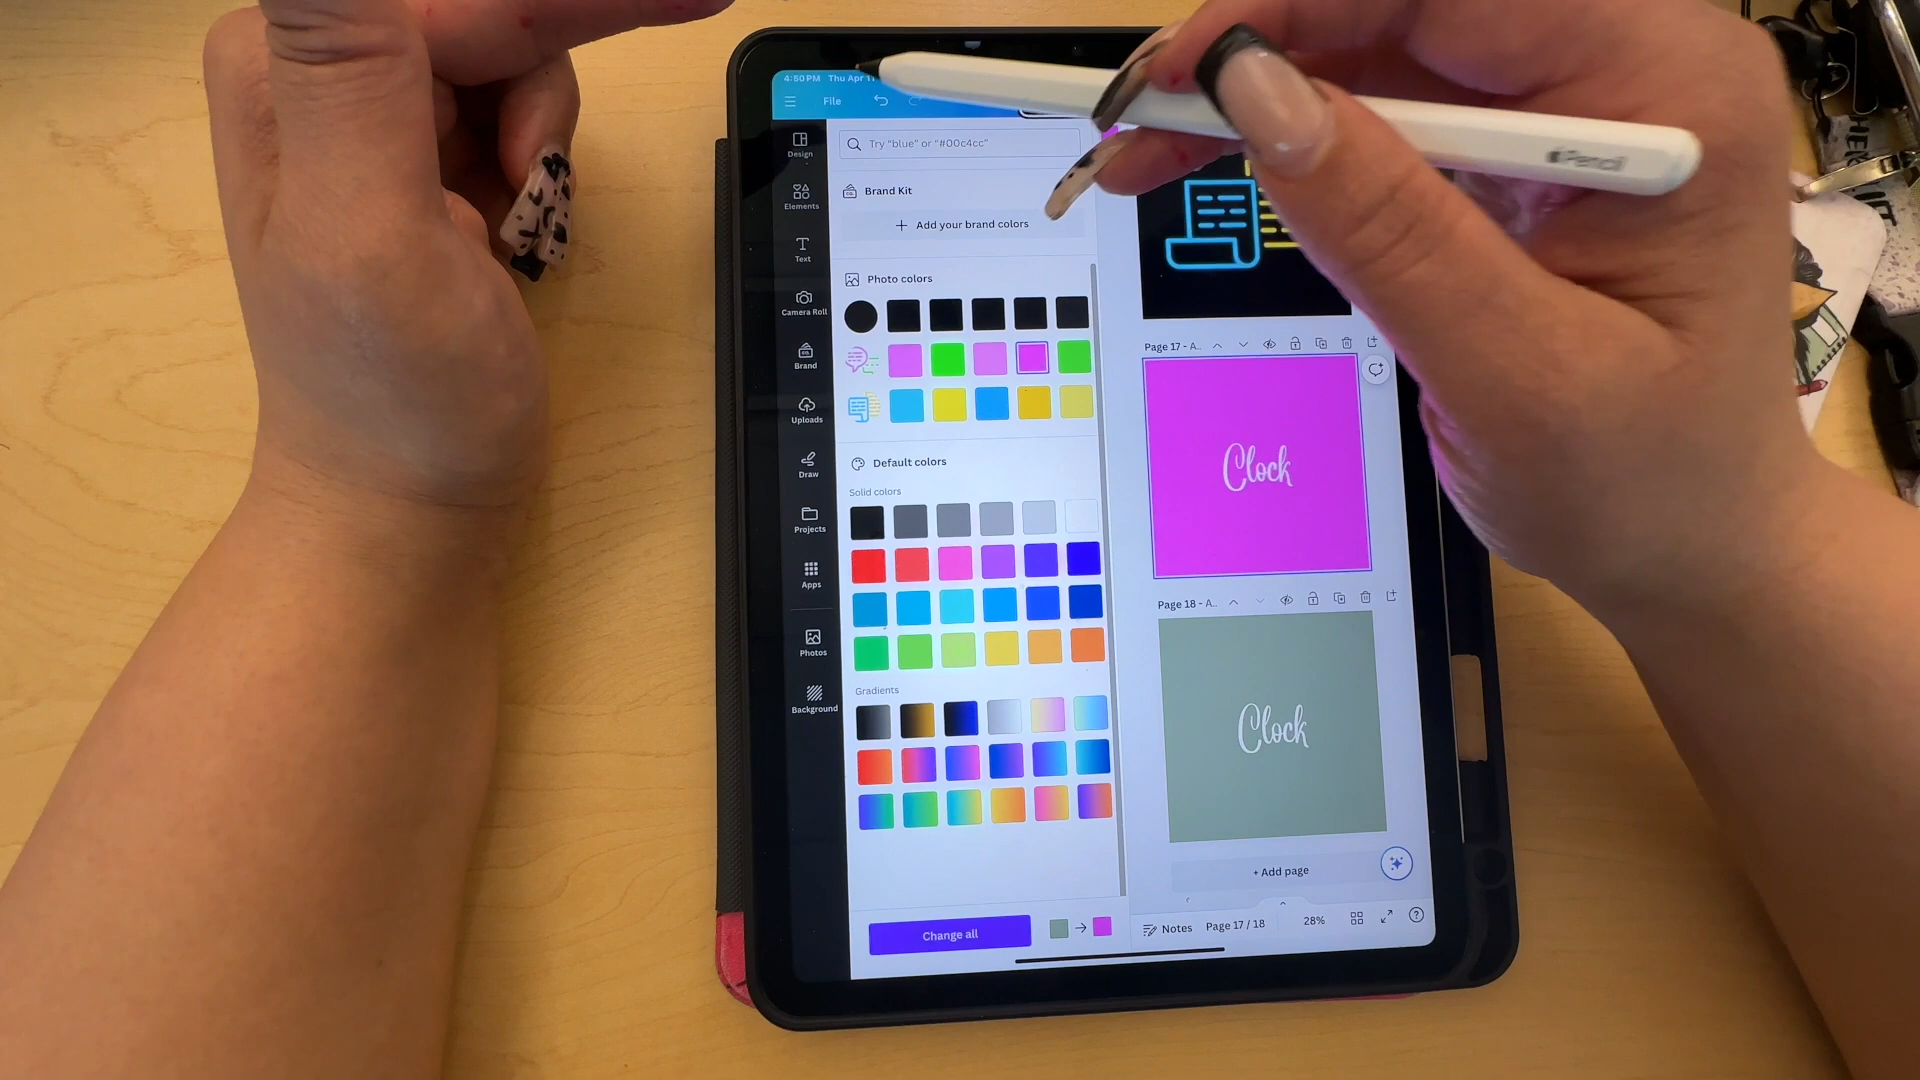 4:50 PM Thu Apr 11
File
Try "blue" or "#00c4cc"
Design
Elements
Text
Camera Roll
Brand
Uploads
Draw
Projects
Apps
Photos
Background
Brand Kit
+ Add your brand colors
Photo colors
Default colors
Solid colors
Gradients
Change all
Page 17 - A..
Clock
Page 18 - A..
Clock
+ Add page
Notes
Page 17 / 18
28%
Pencil